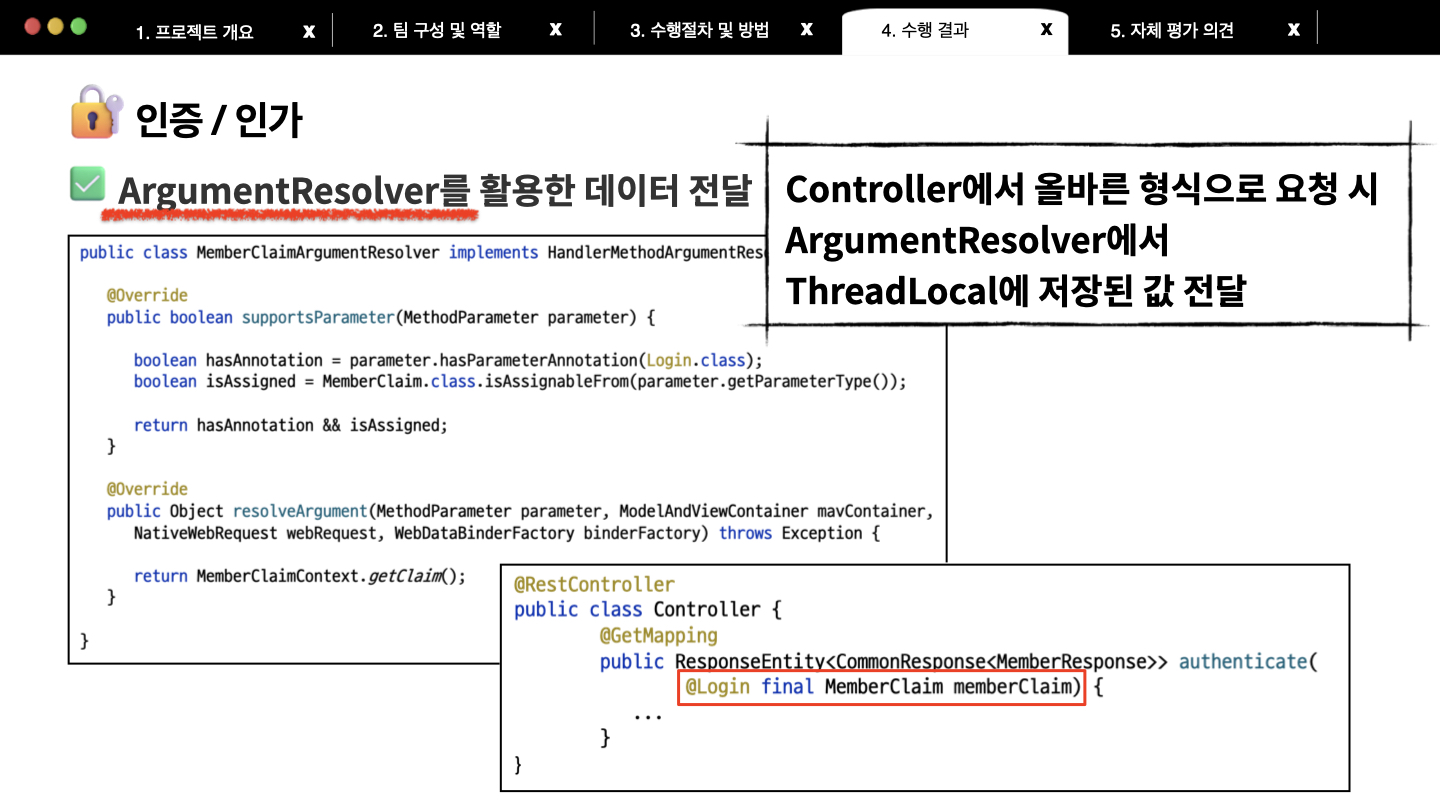 1. 프로젝트 개요 X 2. 팀 구성 및 역할 X 3. 수행절차 및 방법 X 4. 수행 결과 X 5. 자체 평가 의견 X
인증 / 인가
ArgumentResolver를 활용한 데이터 전달
Controller에서 올바른 형식으로 요청 시
ArgumentResolver에서
ThreadLocal에 저장된 값 전달
public class MemberClaimArgumentResolver implements HandlerMethodArgumentRes
@Override
public boolean supportsParameter(MethodParameter parameter) {
boolean hasAnnotation = parameter.hasParameterAnnotation(Login.class);
boolean isAssigned = MemberClaim.class.isAssignableFrom(parameter.getParameterType());
return hasAnnotation && isAssigned;
}
@Override
public Object resolveArgument(MethodParameter parameter, ModelAndViewContainer mavContainer,
NativeWebRequest webRequest, WebDataBinderFactory binderFactory) throws Exception {
return MemberClaimContext.getClaim();
}
}
@RestController
public class Controller {
@GetMapping
public ResponseEntity<CommonResponse<MemberResponse>> authenticate(
@Login final MemberClaim memberClaim) {
...
}
}